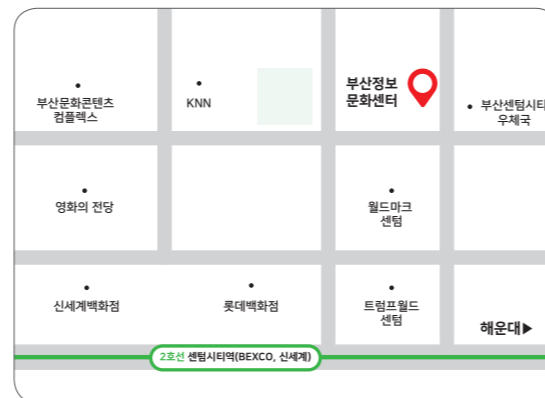 부산문화콘텐츠
컴플렉스
KNN
부산정보
문화센터
부산센텀시티
우체국
영화의 전당
월드마크
센텀
신세계백화점
롯데백화점
트럼프월드
센텀
해운대▶
2호선 센텀시티역(BEXCO, 신세계)